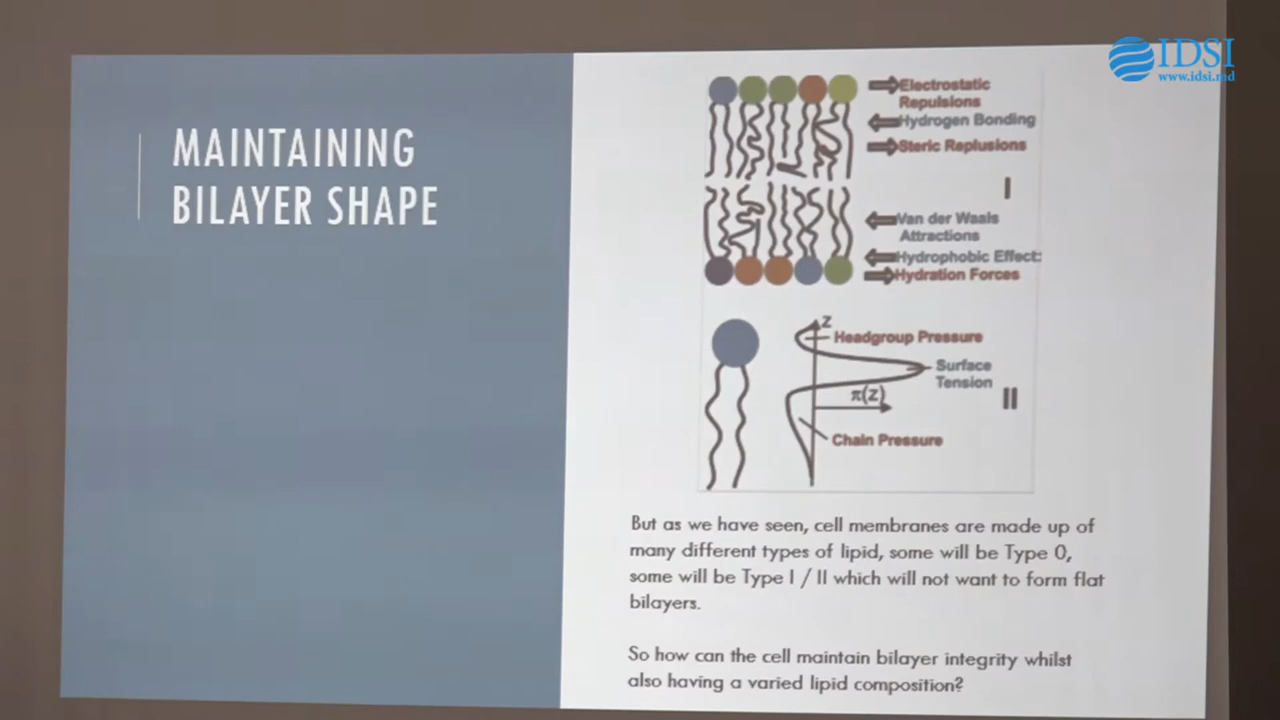 IDSI
www.idsi.md
MAINTAINING
BILAYER SHAPE
Electrostatic
Repulsions
Hydrogen Bonding
Steric Replusions
I
Van der Waals
Attractions
Hydrophobic Effect:
Hydration Forces
z
Headgroup Pressure
Surface
Tension
π(z)
II
Chain Pressure
But as we have seen, cell membranes are made up of
many different types of lipid, some will be Type 0,
some will be Type I / II which will not want to form flat
bilayers.
So how can the cell maintain bilayer integrity whilst
also having a varied lipid composition?